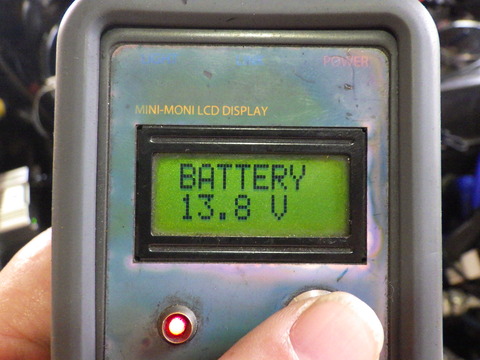 POWER
MINI-MONI LCD DISPLAY
BATTERY
13.8 V